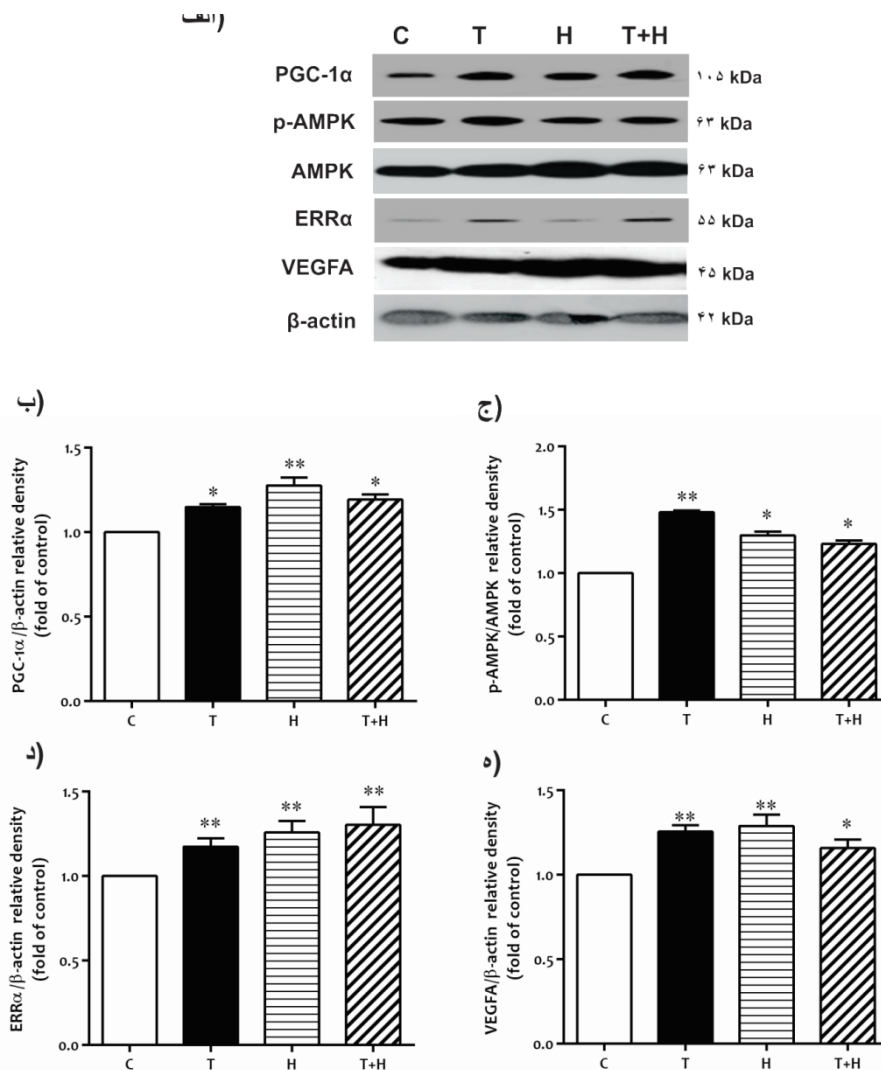 الف)
C T H T+H
PGC-1α ۱۰۵ kDa
p-AMPK ۶۳ kDa
AMPK ۶۳ kDa
ERRα ۵۵ kDa
VEGFA ۴۵ kDa
β-actin ۴۲ kDa
ب)
PGC-1α/β-actin relative density
(fold of control)
1.5
1.0
0.5
0.0
* ** *
C T H T+H
ج)
p-AMPK/AMPK relative density
(fold of control)
2.0
1.5
1.0
0.5
0.0
** * *
C T H T+H
د)
ERRα/β-actin relative density
(fold of control)
1.5
1.0
0.5
0.0
** ** **
C T H T+H
ه)
VEGFA/β-actin relative density
(fold of control)
1.5
1.0
0.5
0.0
** ** *
C T H T+H